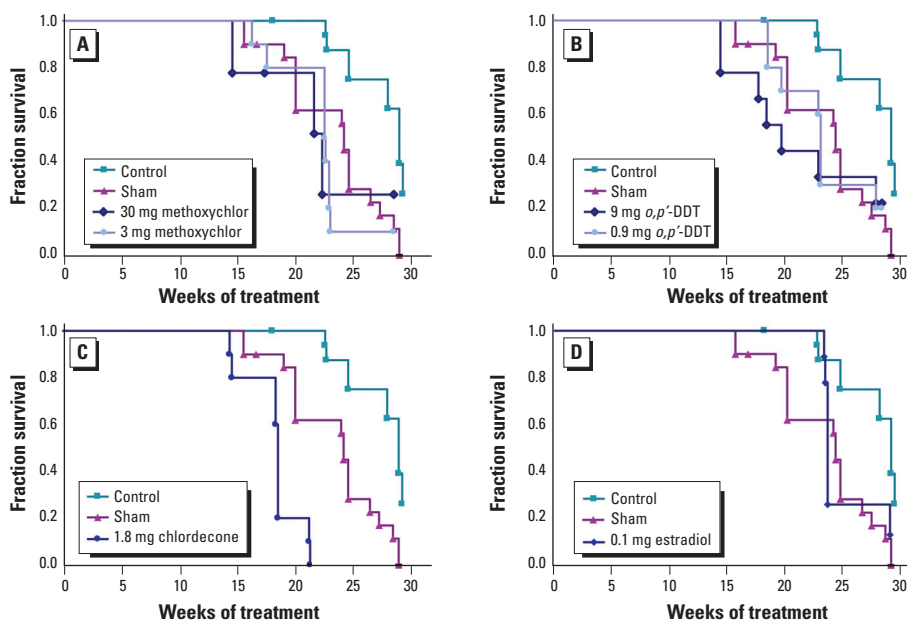 A
Fraction survival
1.0
0.8
0.6
0.4
0.2
0.0
Control
Sham
30 mg methoxychlor
3 mg methoxychlor
0 5 10 15 20 25 30
Weeks of treatment
B
Fraction survival
1.0
0.8
0.6
0.4
0.2
0.0
Control
Sham
9 mg o,p′-DDT
0.9 mg o,p′-DDT
0 5 10 15 20 25 30
Weeks of treatment
C
Fraction survival
1.0
0.8
0.6
0.4
0.2
0.0
Control
Sham
1.8 mg chlordecone
0 5 10 15 20 25 30
Weeks of treatment
D
Fraction survival
1.0
0.8
0.6
0.4
0.2
0.0
Control
Sham
0.1 mg estradiol
0 5 10 15 20 25 30
Weeks of treatment